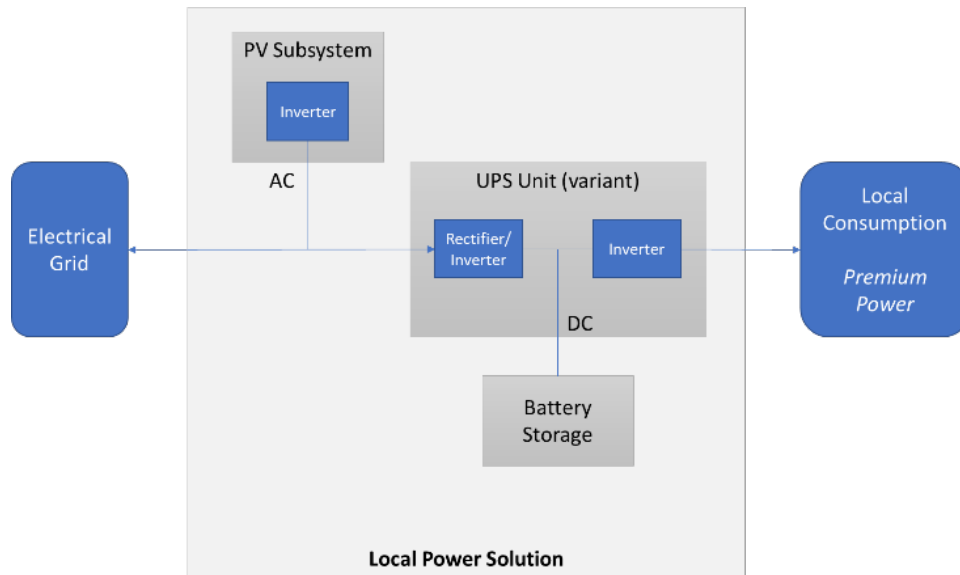 PV Subsystem
Inverter
AC
UPS Unit (variant)
Electrical
Grid
Rectifier/
Inverter
Inverter
Local
Consumption
Premium
Power
DC
Battery
Storage
Local Power Solution